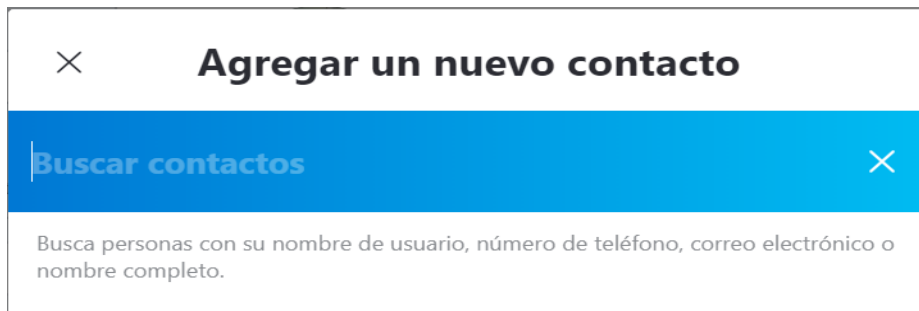 Agregar un nuevo contacto
Buscar contactos
Busca personas con su nombre de usuario, número de teléfono, correo electrónico o
nombre completo.